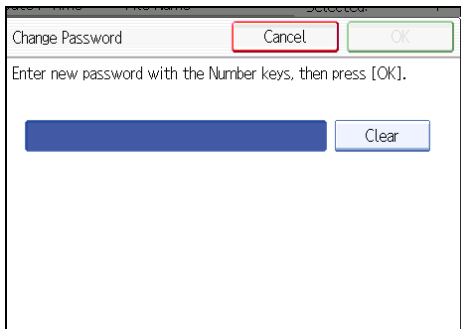 Change Password Cancel OK
Enter new password with the Number keys, then press [OK].
Clear